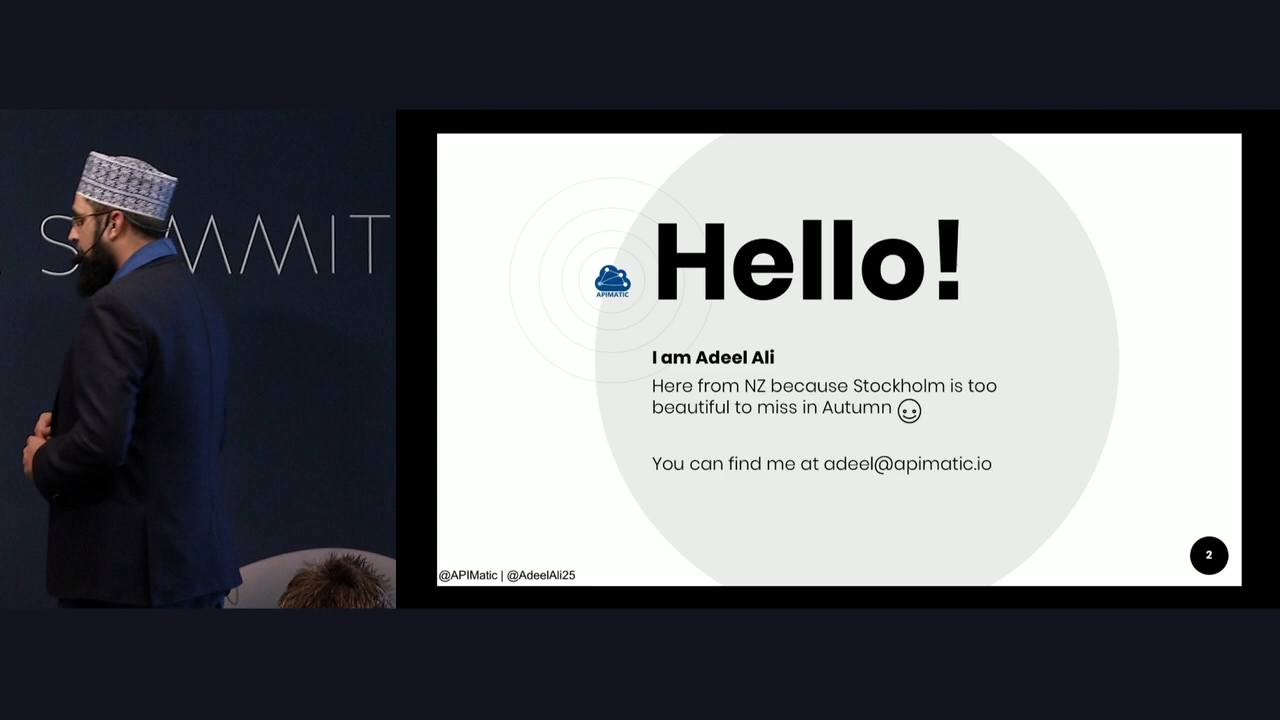 SUMMIT
APIMATIC
Hello!
I am Adeel Ali
Here from NZ because Stockholm is too
beautiful to miss in Autumn
You can find me at adeel@apimatic.io
@APIMatic | @AdeelAli25
2